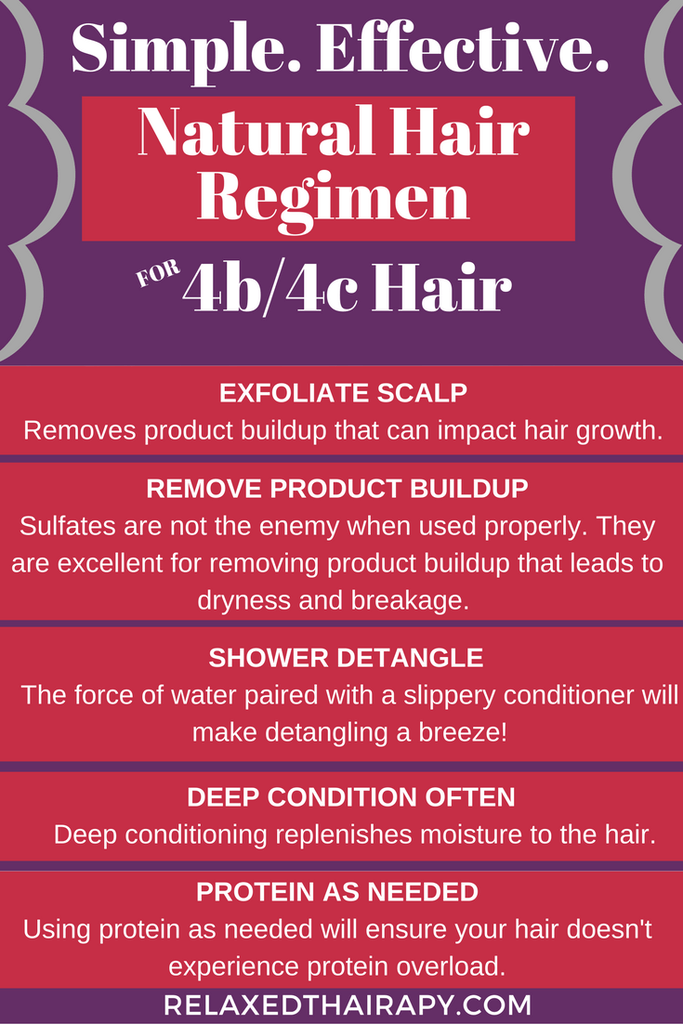 Simple. Effective.
Natural Hair
Regimen
FOR 4b/4c Hair
EXFOLIATE SCALP
Removes product buildup that can impact hair growth.
REMOVE PRODUCT BUILDUP
Sulfates are not the enemy when used properly. They
are excellent for removing product buildup that leads to
dryness and breakage.
SHOWER DETANGLE
The force of water paired with a slippery conditioner will
make detangling a breeze!
DEEP CONDITION OFTEN
Deep conditioning replenishes moisture to the hair.
PROTEIN AS NEEDED
Using protein as needed will ensure your hair doesn't
experience protein overload.
RELAXEDTHAIRAPY.COM